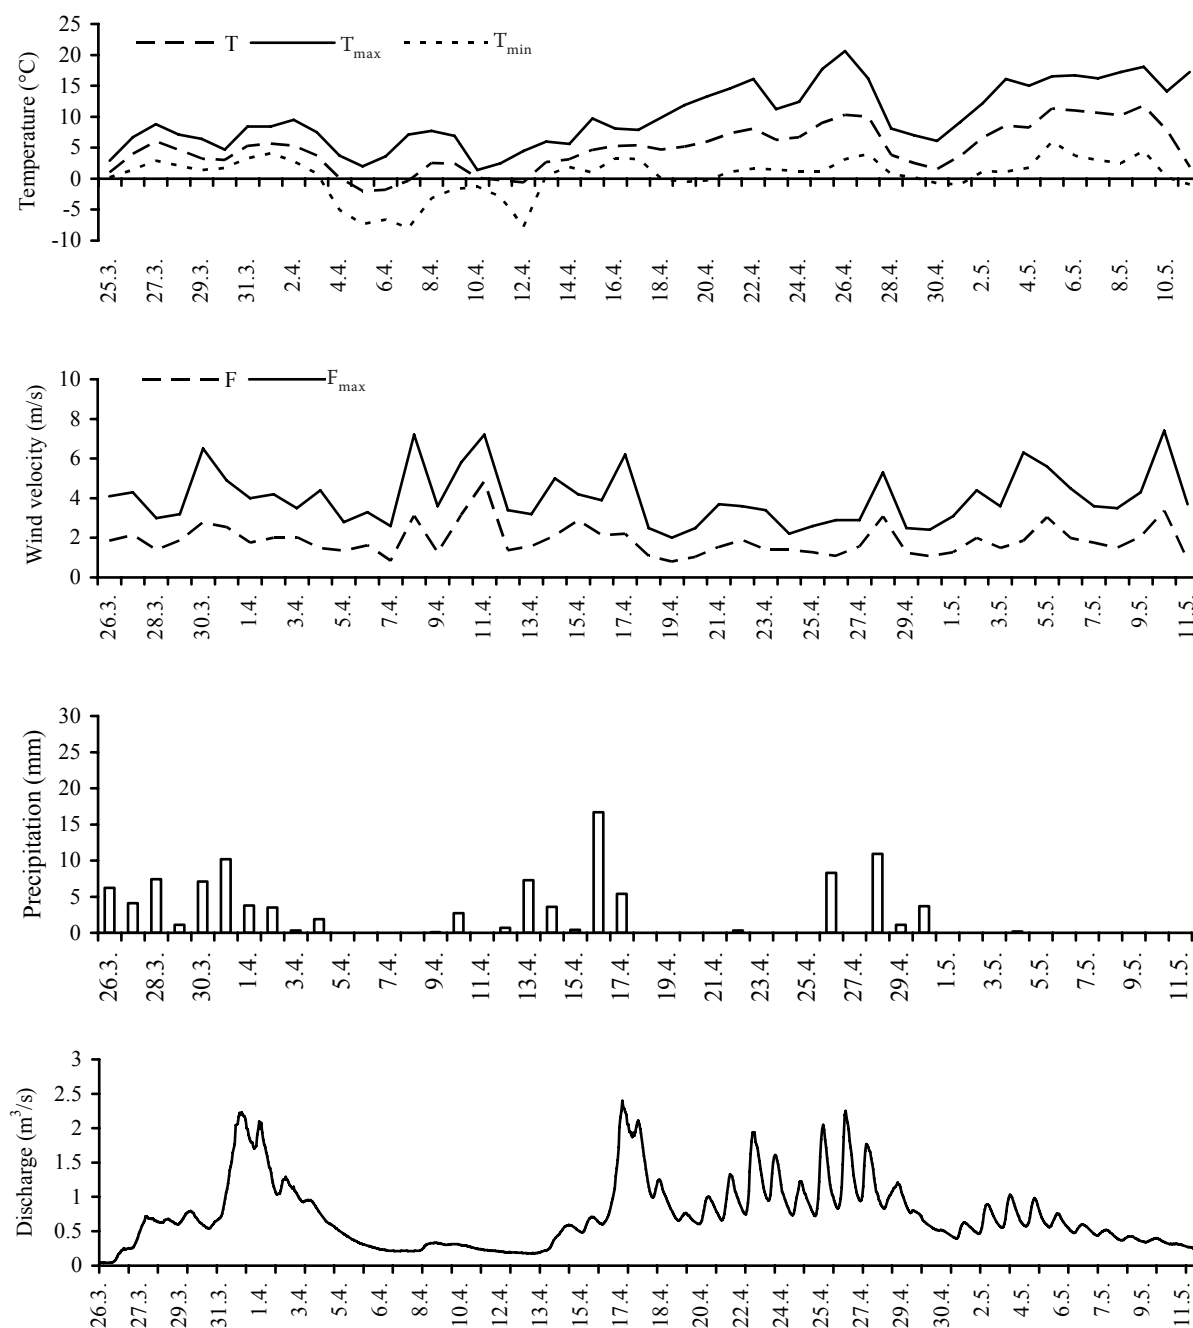 25
20
15
10
5
0
-5
-10
Temperature (°C)
T
Tmax
Tmin
25.3. 27.3. 29.3. 31.3. 2.4. 4.4. 6.4. 8.4. 10.4. 12.4. 14.4. 16.4. 18.4. 20.4. 22.4. 24.4. 26.4. 28.4. 30.4. 2.5. 4.5. 6.5. 8.5. 10.5.
10
8
6
4
2
0
Wind velocity (m/s)
F
Fmax
26.3. 28.3. 30.3. 1.4. 3.4. 5.4. 7.4. 9.4. 11.4. 13.4. 15.4. 17.4. 19.4. 21.4. 23.4. 25.4. 27.4. 29.4. 1.5. 3.5. 5.5. 7.5. 9.5. 11.5.
30
25
20
15
10
5
0
Precipitation (mm)
26.3. 28.3. 30.3. 1.4. 3.4. 5.4. 7.4. 9.4. 11.4. 13.4. 15.4. 17.4. 19.4. 21.4. 23.4. 25.4. 27.4. 29.4. 1.5. 3.5. 5.5. 7.5. 9.5. 11.5.
3
2.5
2
1.5
1
0.5
0
Discharge (m³/s)
26.3. 27.3. 29.3. 1.4. 3.4. 5.4. 6.4. 8.4. 10.4. 11.4. 13.4. 15.4. 17.4. 18.4. 20.4. 22.4. 23.4. 25.4. 27.4. 29.4. 30.4. 2.5. 4.5. 5.5. 7.5. 9.5. 11.5.